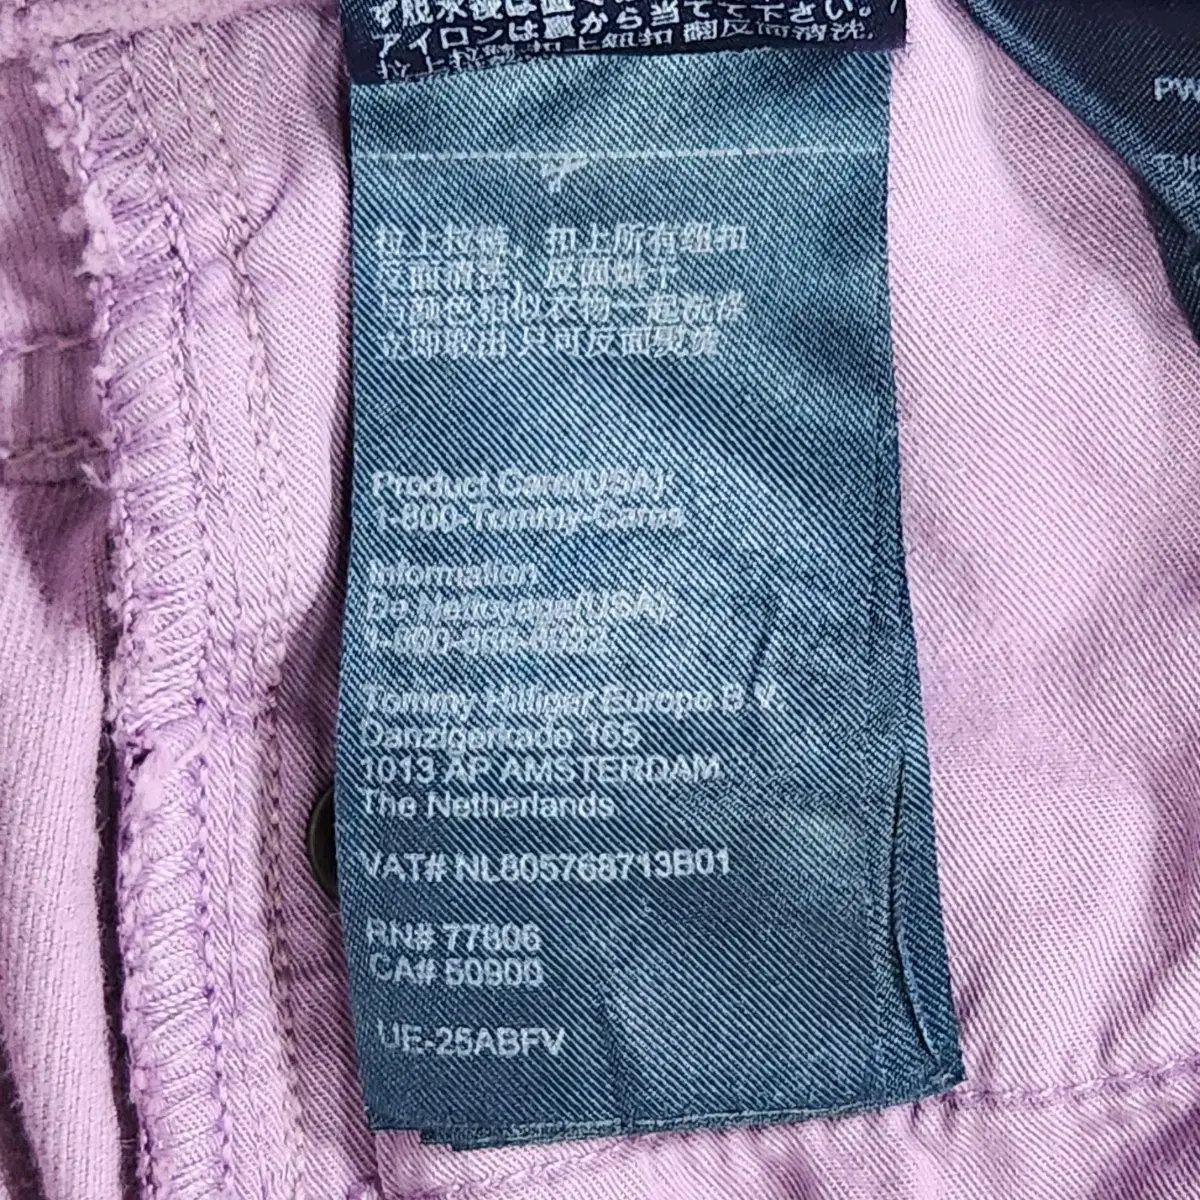 アイロンは裏から当てて下さい。
拉上拉链，扣上所有纽扣
反面清洗，反面烘干
与颜色相似衣物一起洗涤
立即取出 只可反面熨烫
Product Care(USA):
1-800-Tommy-Cares
Information
De Nettoyage(USA):
Tommy Hilfiger Europe B.V.
Danzigerkade 165
1013 AP AMSTERDAM
The Netherlands
VAT# NL805768713B01
RN# 77806
CA# 50900
UE-25ABFV
PW